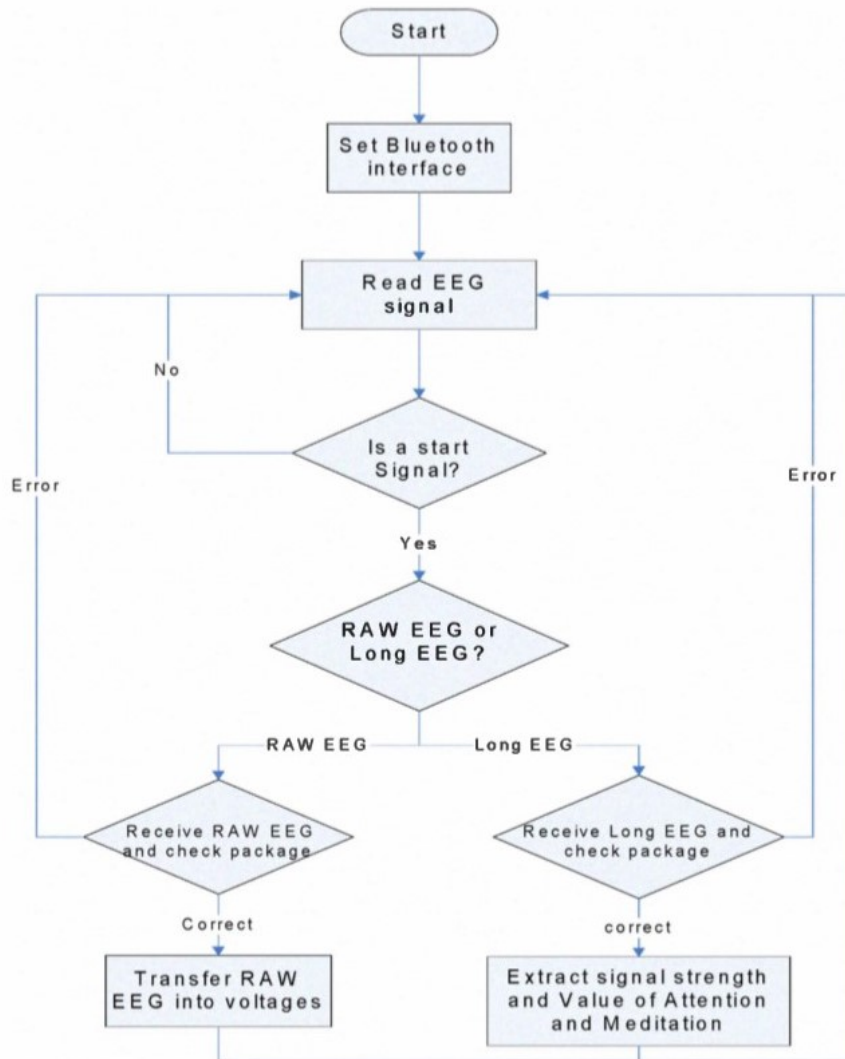 Start
Set Bluetooth
interface
Read EEG
signal
No
Is a start
Signal?
Error
Error
Yes
RAW EEG or
Long EEG?
RAW EEG
Long EEG
Receive RAW EEG
and check package
Receive Long EEG and
check package
Correct
correct
Transfer RAW
EEG into voltages
Extract signal strength
and Value of Attention
and Meditation